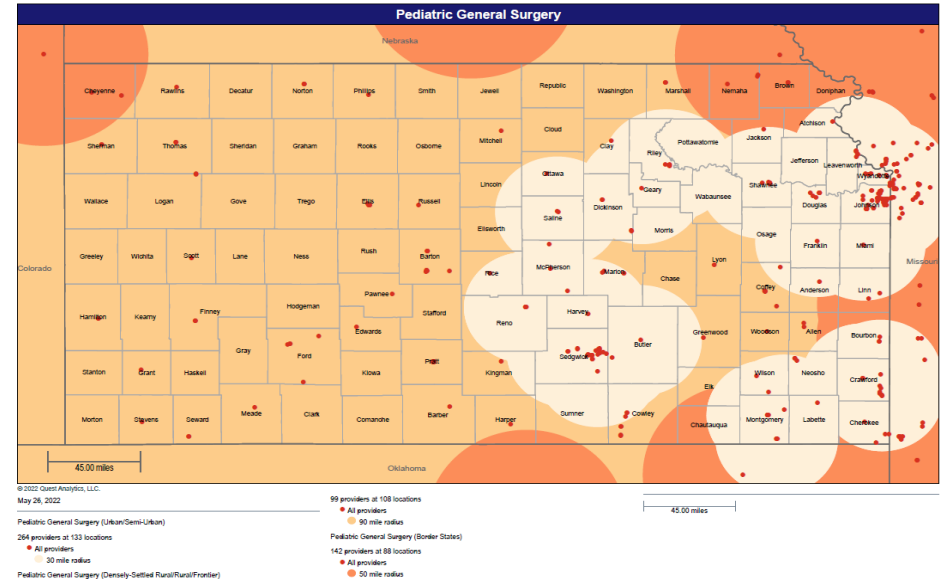 Pediatric General Surgery
Nebraska
Cheyenne Rawlins Decatur Norton Phillips Smith Jewell Republic Washington Marshall Nemaha Brown Doniphan
Atchison
Sherman Thomas Sheridan Graham Rooks Osborne Mitchell Cloud Clay Riley Pottawatomie Jackson
Jefferson Leavenworth
Wyandotte
Wallace Logan Gove Trego Ellis Russell Lincoln Ottawa Geary Wabaunsee Shawnee
Saline Dickinson Douglas Johnson
Ellsworth Morris Osage
Greeley Wichita Scott Lane Ness Rush Barton Franklin Miami
Colorado Missouri
Rice McPherson Marion Chase Lyon
Pawnee Coffey Anderson Linn
Hamilton Kearny Finney Hodgeman Stafford Reno Harvey
Edwards Greenwood Woodson Allen Bourbon
Gray Ford Sedgwick Butler
Stanton Grant Haskell Kiowa Pratt Kingman Wilson Neosho Crawford
Elk
Morton Stevens Seward Meade Clark Comanche Barber Harper Sumner Cowley Chautauqua Montgomery Labette Cherokee
45.00 miles
Oklahoma
© 2022 Quest Analytics, LLC.
May 26, 2022
Pediatric General Surgery (Urban/Semi-Urban)
264 providers at 133 locations
All providers
30 mile radius
Pediatric General Surgery (Densely-Settled Rural/Rural/Frontier)
99 providers at 108 locations
All providers
90 mile radius
Pediatric General Surgery (Border States)
142 providers at 88 locations
All providers
50 mile radius
45.00 miles